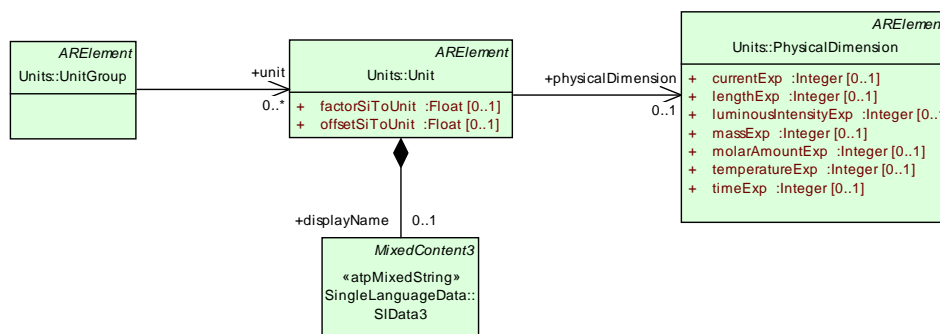 ARElement
Units::UnitGroup
+unit
0..*
ARElement
Units::Unit
+ factorSiToUnit :Float [0..1]
+ offsetSiToUnit :Float [0..1]
+physicalDimension
0..1
ARElement
Units::PhysicalDimension
+ currentExp :Integer [0..1]
+ lengthExp :Integer [0..1]
+ luminousIntensityExp :Integer [0..1]
+ massExp :Integer [0..1]
+ molarAmountExp :Integer [0..1]
+ temperatureExp :Integer [0..1]
+ timeExp :Integer [0..1]
+displayName
0..1
MixedContent3
«atpMixedString»
SingleLanguageData::
SlData3